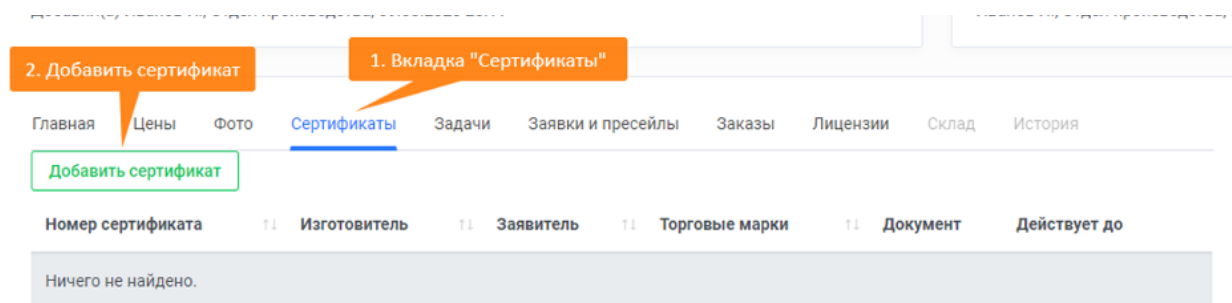 2. Добавить сертификат
1. Вкладка "Сертификаты"
Главная Цены Фото Сертификаты Задачи Заявки и пресейлы Заказы Лицензии Склад История
Добавить сертификат
Номер сертификата Изготовитель Заявитель Торговые марки Документ Действует до
Ничего не найдено.